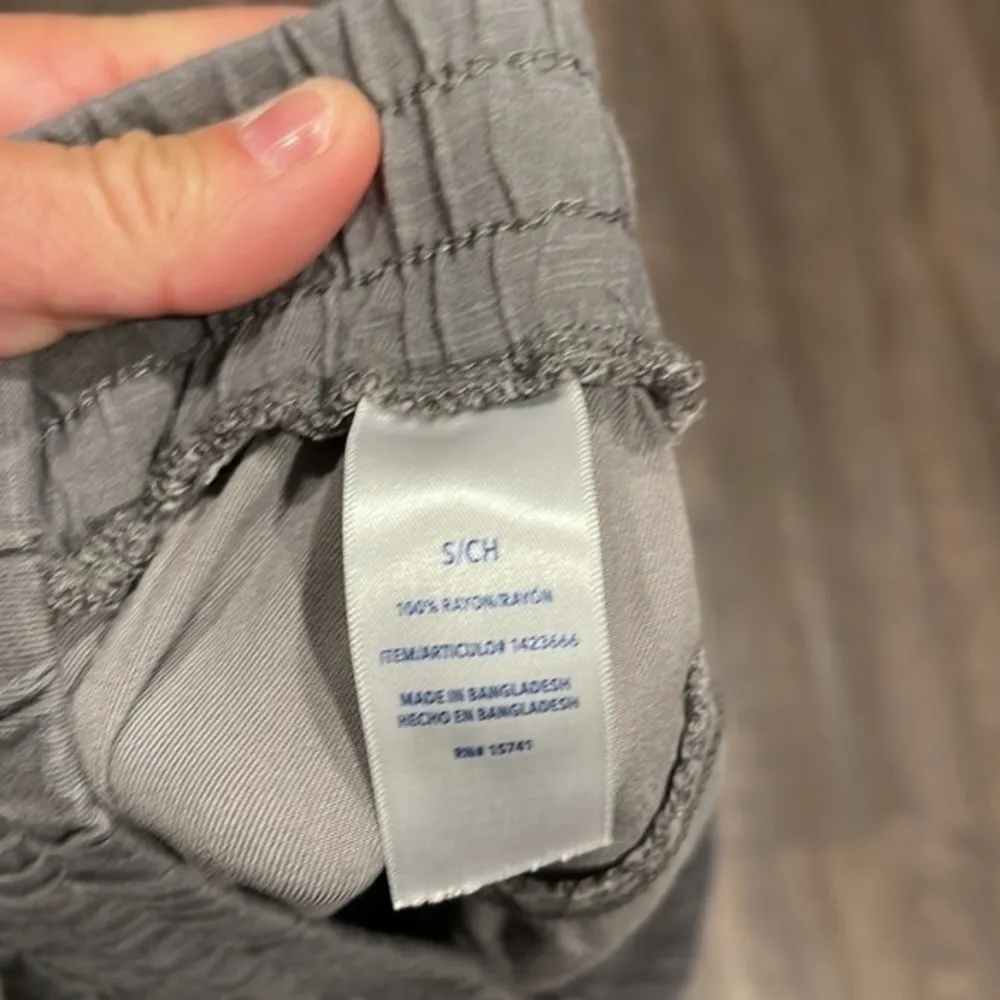 S/CH
100% RAYON/RAYÓN
ITEM/ARTICULO# 1423666
MADE IN BANGLADESH
HECHO EN BANGLADESH
RN# 15741